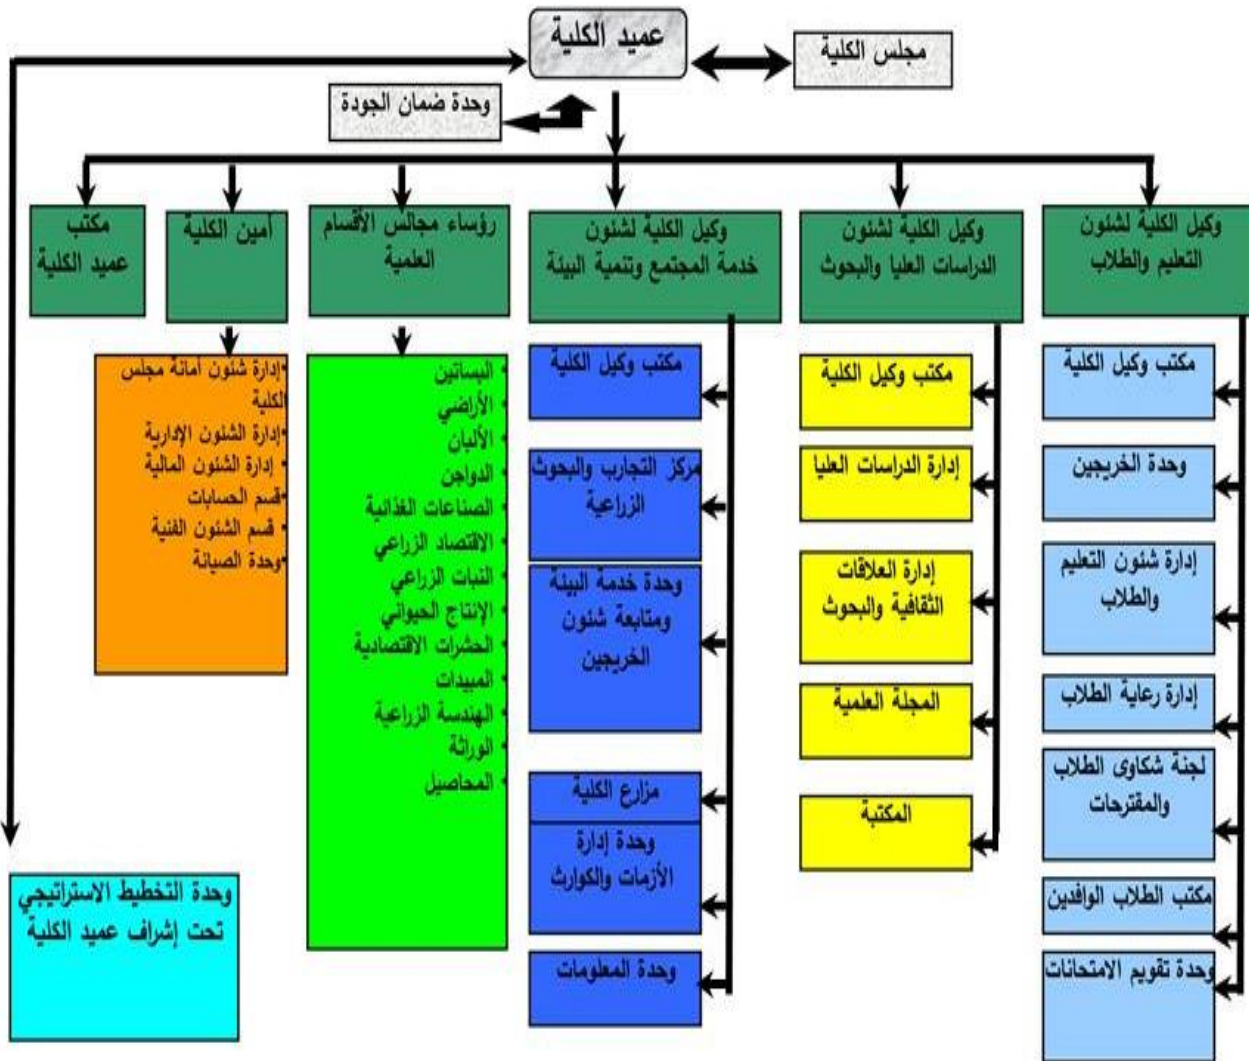 عميد الكلية
مجلس الكلية
وحدة ضمان الجودة
وكيل الكلية لشئون
التعليم والطلاب
وكيل الكلية لشئون
الدراسات العليا والبحوث
وكيل الكلية لشئون
خدمة المجتمع وتنمية البيئة
رؤساء مجالس الأقسام
العلمية
أمين الكلية
مكتب
عميد الكلية
مكتب وكيل الكلية
وحدة الخريجين
إدارة شئون التعليم
والطلاب
إدارة رعاية الطلاب
لجنة شكاوى الطلاب
والمقترحات
مكتب الطلاب الوافدين
وحدة تقويم الامتحانات
مكتب وكيل الكلية
إدارة الدراسات العليا
إدارة العلاقات
الثقافية والبحوث
المجلة العلمية
المكتبة
مكتب وكيل الكلية
مركز التجارب والبحوث
الزراعية
وحدة خدمة البيئة
ومتابعة شئون
الخريجين
مزارع الكلية
وحدة إدارة
الأزمات والكوارث
وحدة المعلومات
• البساتين
• الأراضي
• الألبان
• الدواجن
• الصناعات الغذائية
• الاقتصاد الزراعي
• النبات الزراعي
• الإنتاج الحيواني
• الحشرات الاقتصادية
• المبيدات
• الهندسة الزراعية
• الوراثة
• المحاصيل
•إدارة شئون أمانة مجلس
الكلية
•إدارة الشئون الإدارية
• إدارة الشئون المالية
•قسم الحسابات
• قسم الشئون الفنية
•وحدة الصيانة
وحدة التخطيط الاستراتيجي
تحت إشراف عميد الكلية